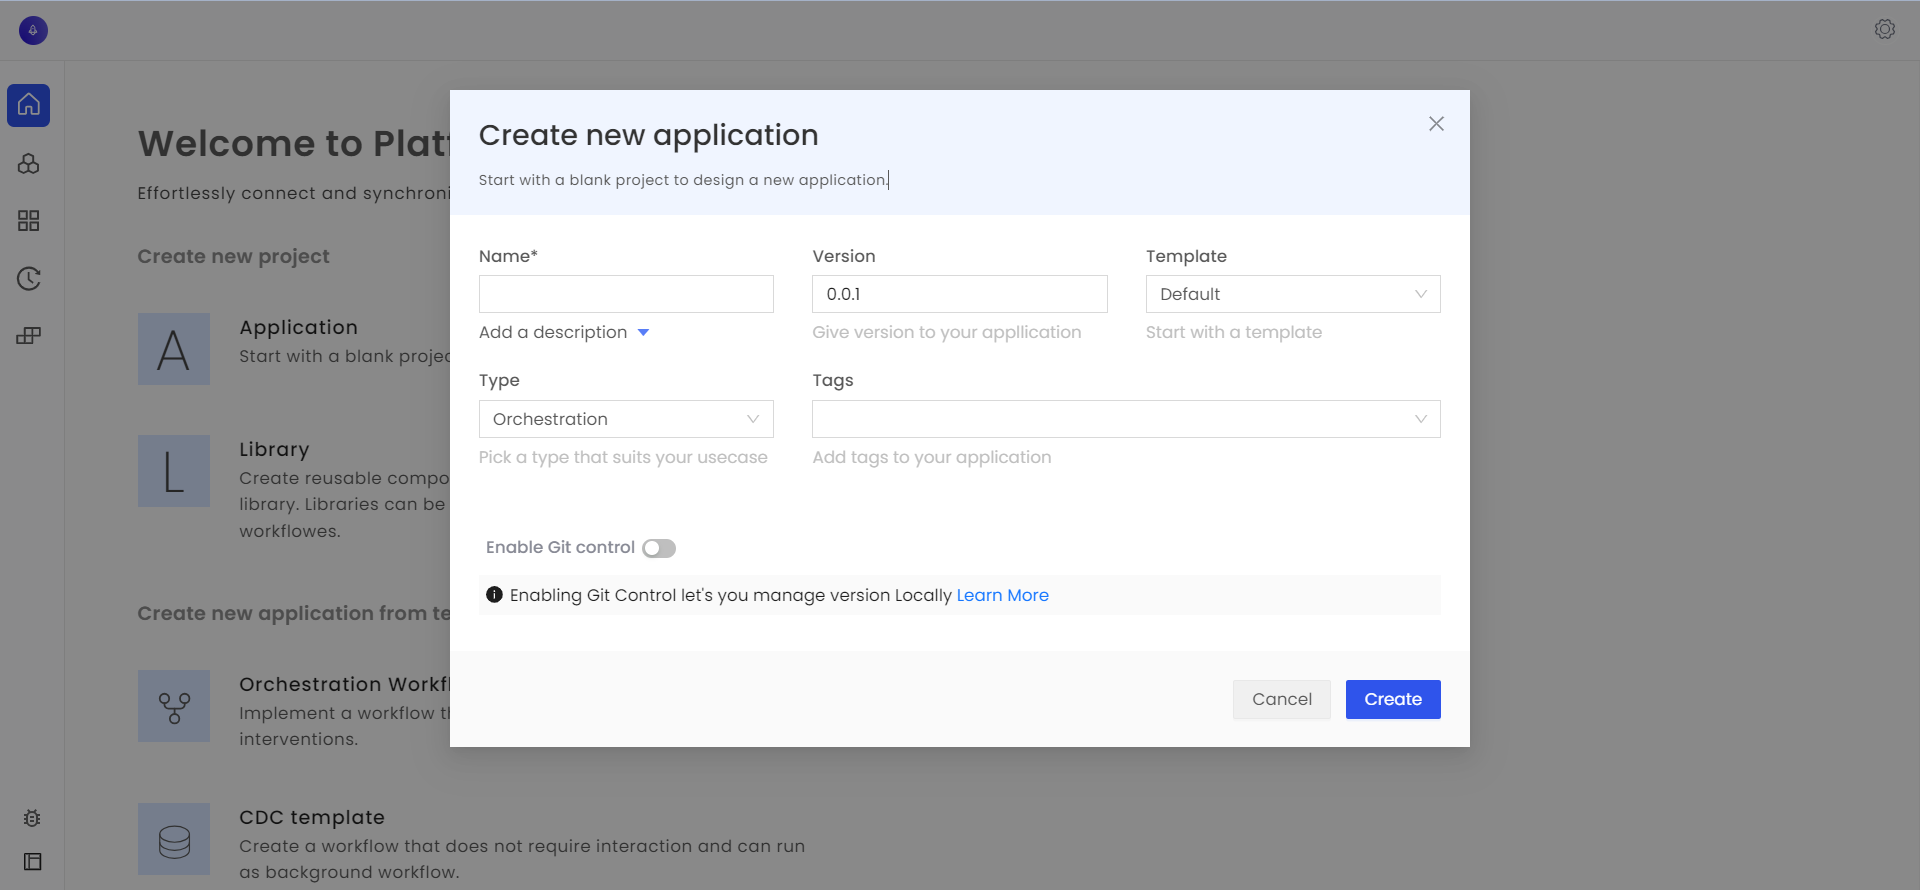 Welcome to Plat
Effortlessly connect and synchroni
Create new project
A
Application
Start with a blank projec
L
Library
Create reusable compo
library. Libraries can be
workflowes.
Create new application from te
Orchestration Workfl
Implement a workflow th
interventions.
CDC template
Create a workflow that does not require interaction and can run
as background workflow.
Create new application
Start with a blank project to design a new application.
Name* Version Template
0.0.1 Default
Add a description Give version to your appllication Start with a template
Type Tags
Orchestration
Pick a type that suits your usecase Add tags to your application
Enable Git control
Enabling Git Control let's you manage version Locally Learn More
Cancel Create